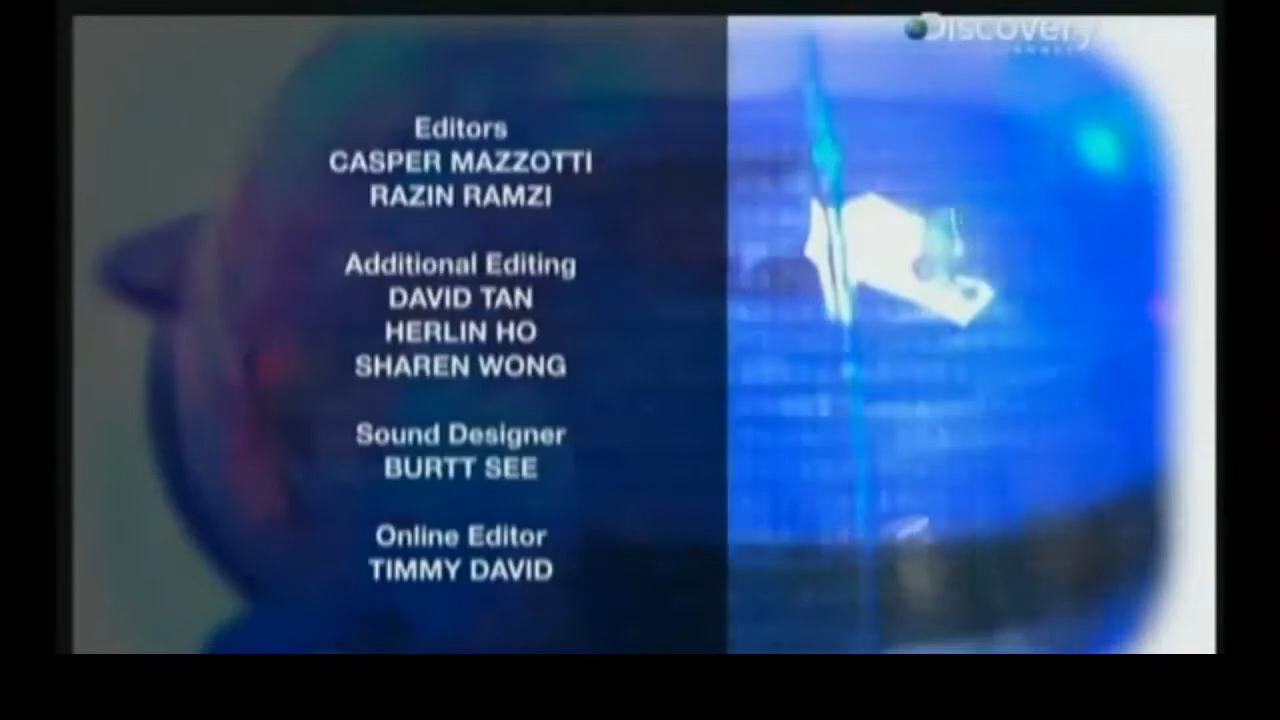 Discovery
Editors
CASPER MAZZOTTI
RAZIN RAMZI
Additional Editing
DAVID TAN
HERLIN HO
SHAREN WONG
Sound Designer
BURTT SEE
Online Editor
TIMMY DAVID